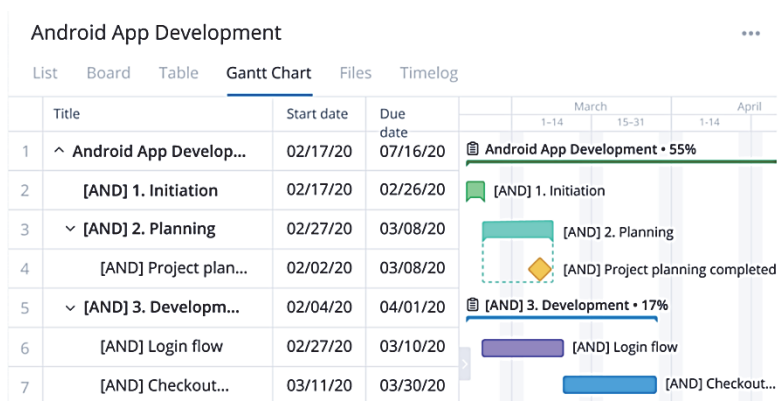 Android App Development
List Board Table Gantt Chart Files Timelog
Title Start date Due date March April
1-14 15-31 1-14
1 Android App Develop... 02/17/20 07/16/20 Android App Development • 55%
2 [AND] 1. Initiation 02/17/20 02/26/20 [AND] 1. Initiation
3 [AND] 2. Planning 02/27/20 03/08/20 [AND] 2. Planning
4 [AND] Project plan... 02/02/20 03/08/20 [AND] Project planning completed
5 [AND] 3. Developm... 02/04/20 04/01/20 [AND] 3. Development • 17%
6 [AND] Login flow 02/27/20 03/10/20 [AND] Login flow
7 [AND] Checkout... 03/11/20 03/30/20 [AND] Checkout...